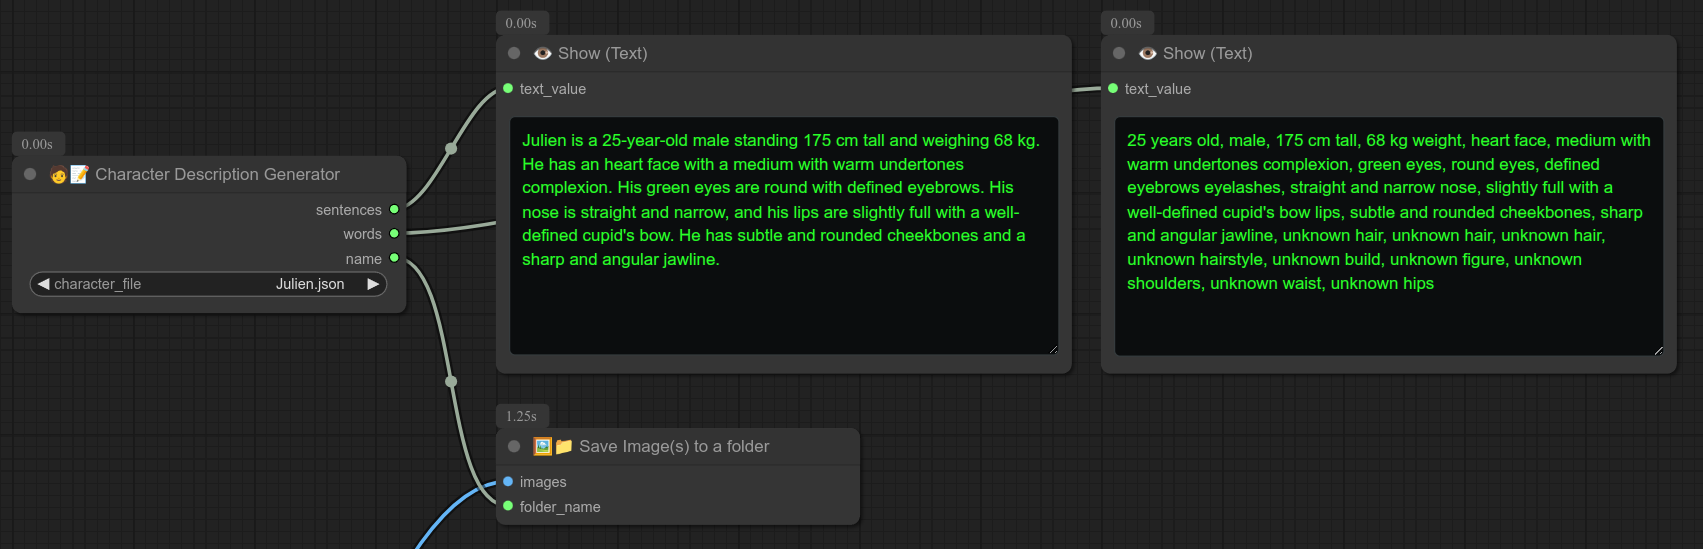 0.00s
Character Description Generator
sentences
words
name
character_file Julien.json
0.00s
Show (Text)
text_value
Julien is a 25-year-old male standing 175 cm tall and weighing 68 kg.
He has an heart face with a medium with warm undertones
complexion. His green eyes are round with defined eyebrows. His
nose is straight and narrow, and his lips are slightly full with a well-
defined cupid's bow. He has subtle and rounded cheekbones and a
sharp and angular jawline.
0.00s
Show (Text)
text_value
25 years old, male, 175 cm tall, 68 kg weight, heart face, medium with
warm undertones complexion, green eyes, round eyes, defined
eyebrows eyelashes, straight and narrow nose, slightly full with a
well-defined cupid's bow lips, subtle and rounded cheekbones, sharp
and angular jawline, unknown hair, unknown hair, unknown hair,
unknown hairstyle, unknown build, unknown figure, unknown
shoulders, unknown waist, unknown hips
1.25s
Save Image(s) to a folder
images
folder_name